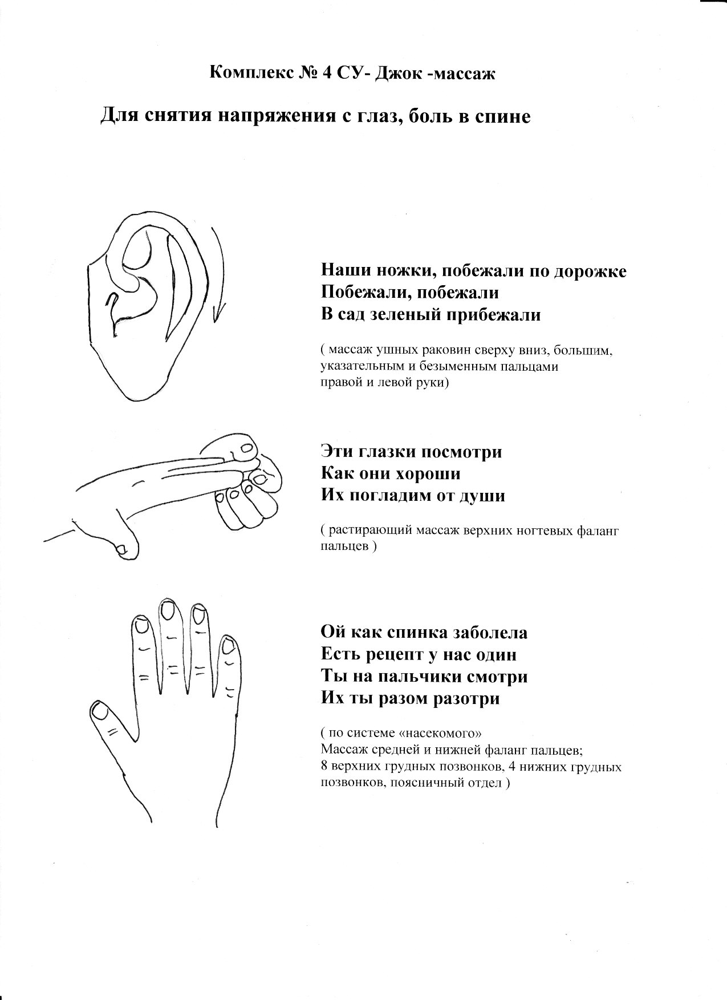 Комплекс № 4 СУ- Джок -массаж
Для снятия напряжения с глаз, боль в спине
Наши ножки, побежали по дорожке
Побежали, побежали
В сад зеленый прибежали
( массаж ушных раковин сверху вниз, большим,
указательным и безыменным пальцами
правой и левой руки)
Эти глазки посмотри
Как они хороши
Их погладим от души
( растирающий массаж верхних ногтевых фаланг
пальцев )
Ой как спинка заболела
Есть рецепт у нас один
Ты на пальчики смотри
Их ты разом разотри
( по системе «насекомого»
Массаж средней и нижней фаланг пальцев;
8 верхних грудных позвонков, 4 нижних грудных
позвонков, поясничный отдел )